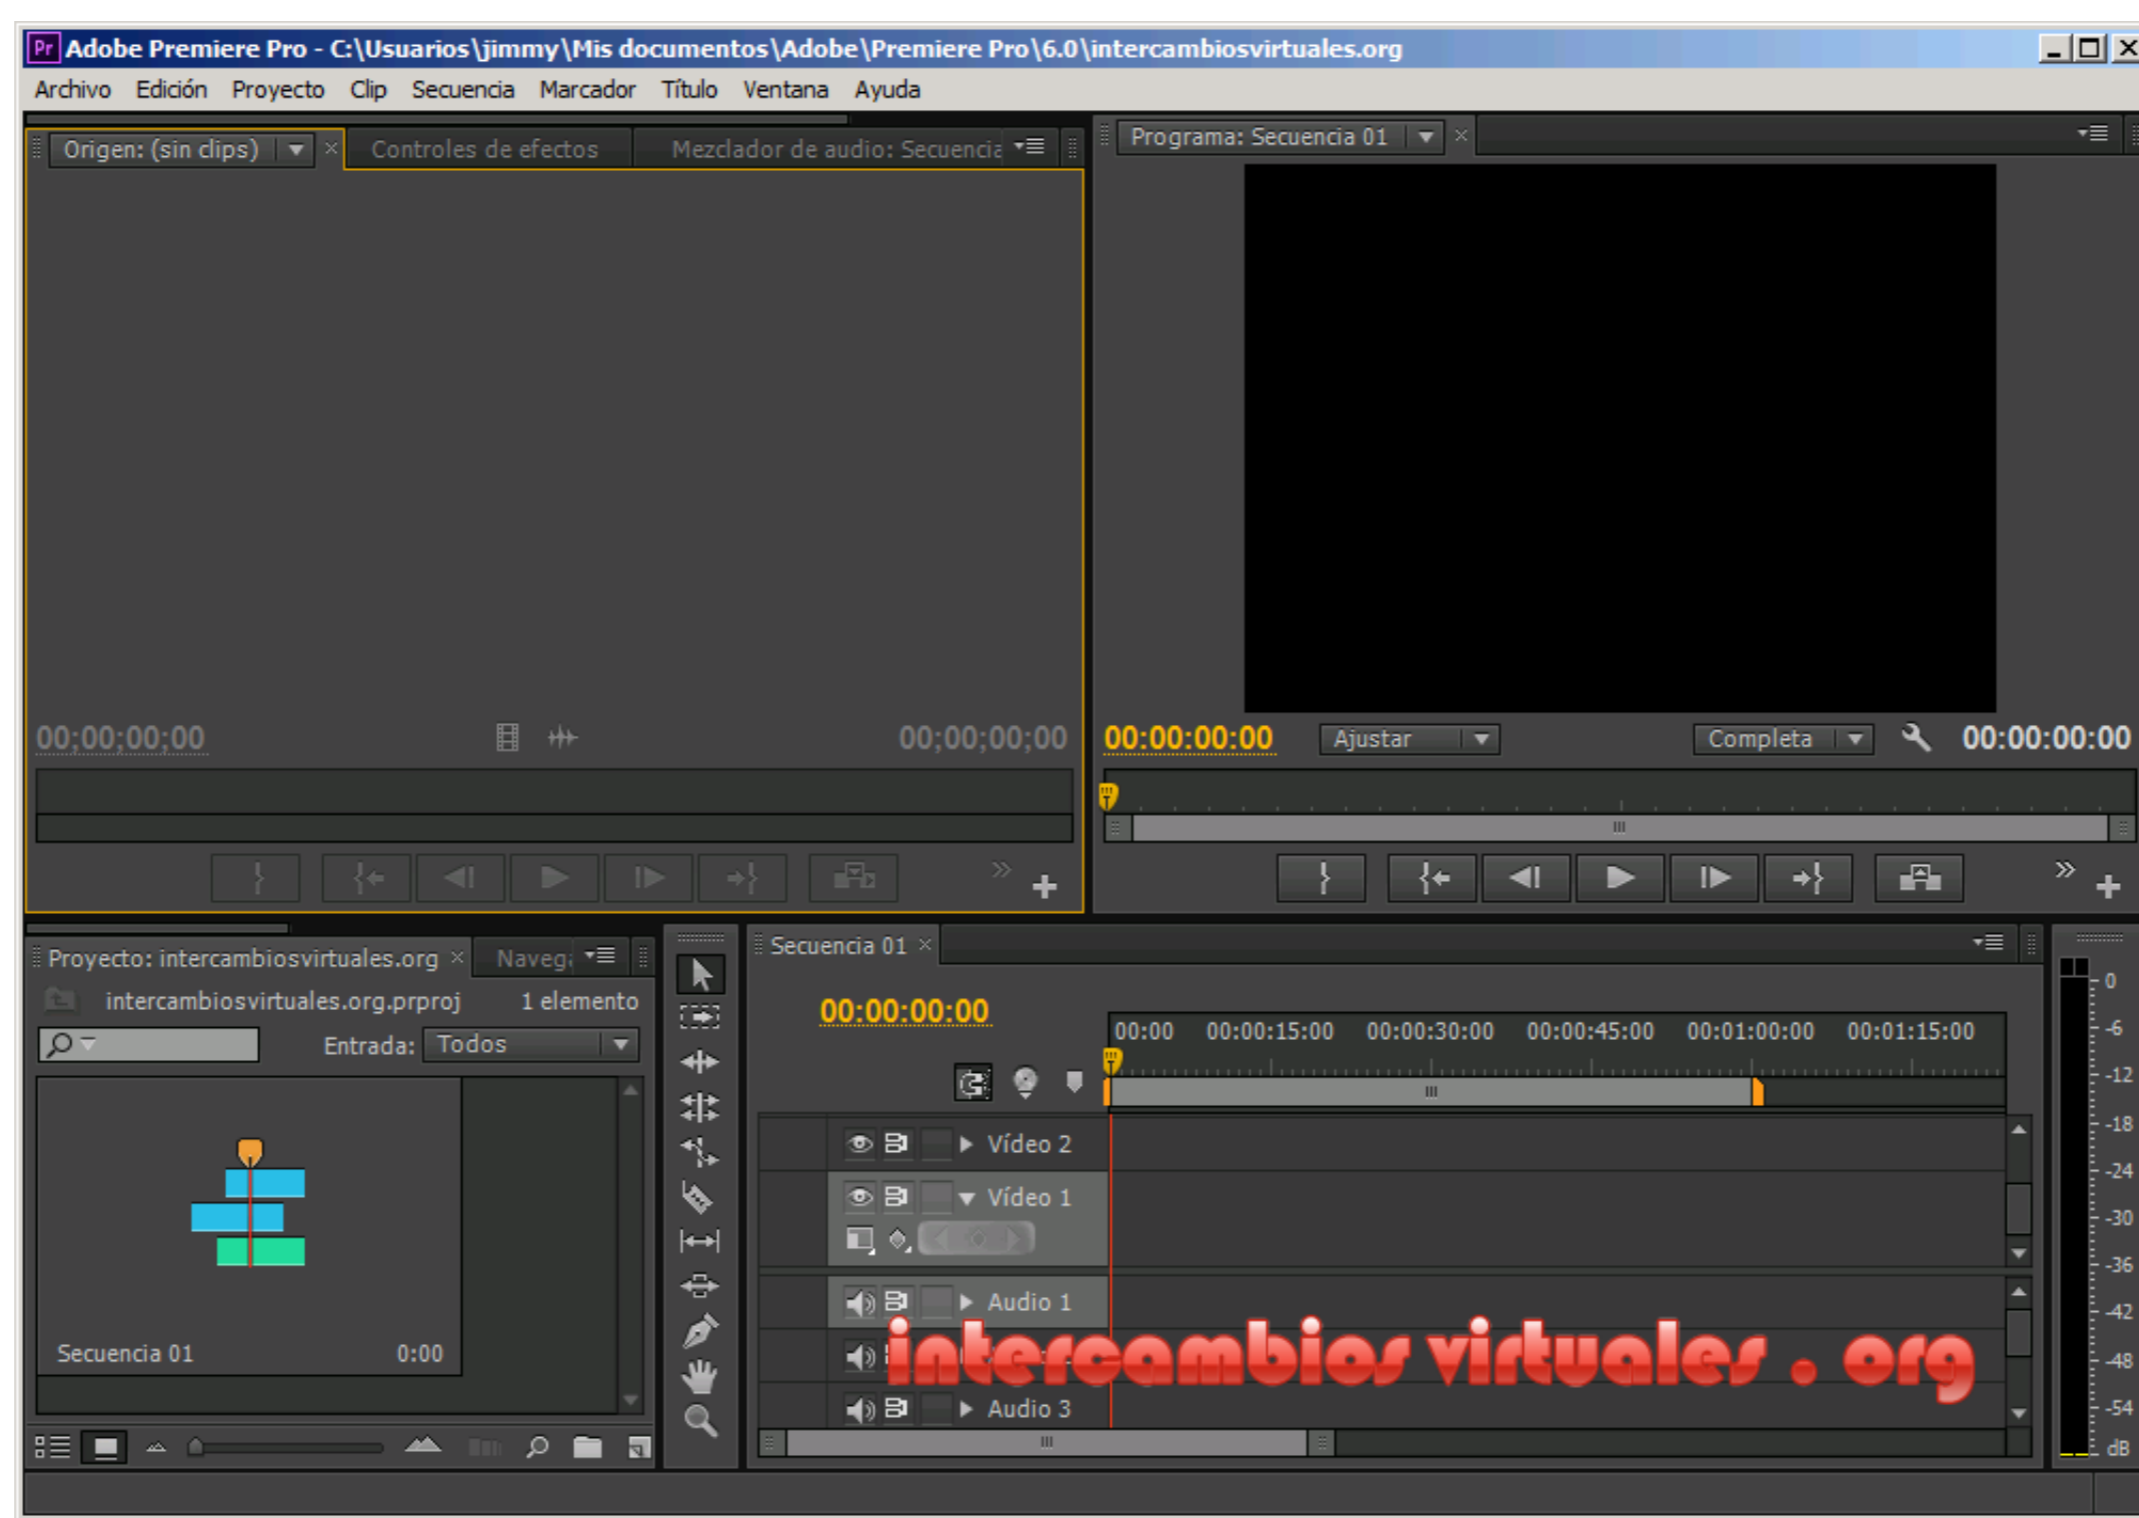 Pr Adobe Premiere Pro - C:\Usuarios\jimmy\Mis documentos\Adobe\Premiere Pro\6.0\intercambiosvirtuales.org
Archivo Edición Proyecto Clip Secuencia Marcador Título Ventana Ayuda
Origen: (sin clips) Controles de efectos Mezclador de audio: Secuencia
Programa: Secuencia 01
00;00;00;00 00;00;00;00
00:00:00:00 Ajustar Completa 00:00:00:00
Proyecto: intercambiosvirtuales.org
intercambiosvirtuales.org.prproj 1 elemento
Entrada: Todos
Secuencia 01 0:00
Secuencia 01
00:00:00:00
00:00 00:00:15:00 00:00:30:00 00:00:45:00 00:01:00:00 00:01:15:00
Vídeo 2
Vídeo 1
Audio 1
Audio 3
intercambios virtuales . org
0
-6
-12
-18
-24
-30
-36
-42
-48
-54
dB